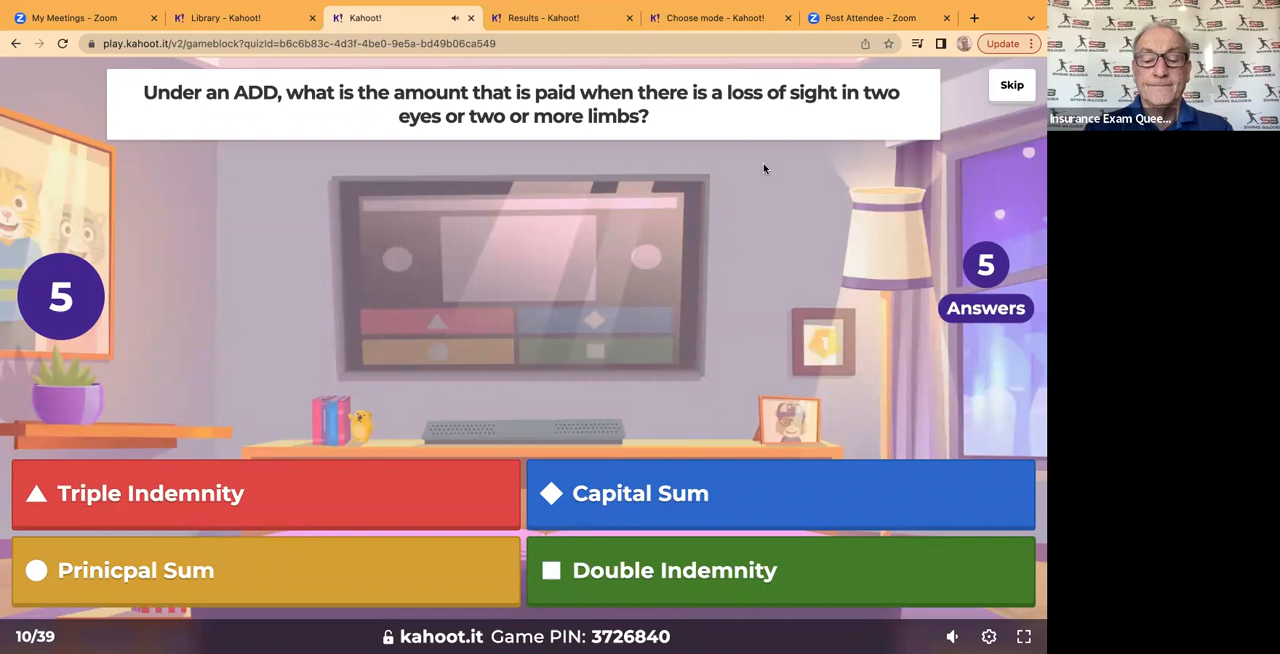 My Meetings - Zoom
Library - Kahoot!
Kahoot!
Results - Kahoot!
Choose mode - Kahoot!
Post Attendee - Zoom
play.kahoot.it/v2/gameblock?quizId=b6c6b83c-4d3f-4be0-9e5a-bd49b06ca549
Update
Under an ADD, what is the amount that is paid when there is a loss of sight in two
eyes or two or more limbs?
Skip
Insurance Exam Quee...
5
5
Answers
1
Triple Indemnity
Capital Sum
Prinicpal Sum
Double Indemnity
10/39
kahoot.it Game PIN: 3726840